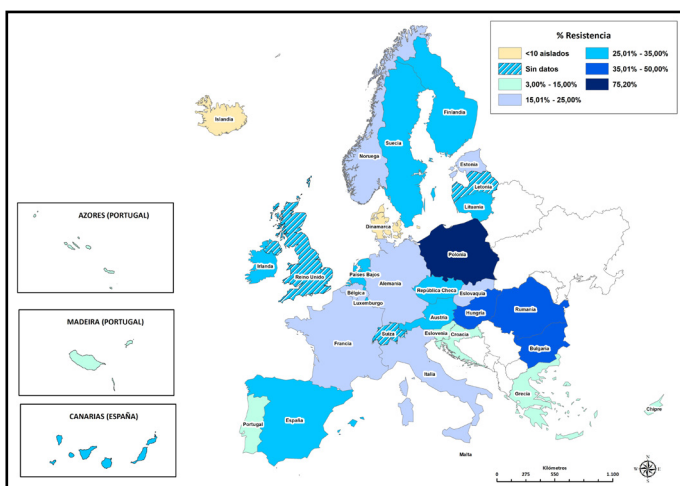 % Resistencia
<10 aislados
Sin datos
3,00% - 15,00%
15,01% - 25,00%
25,01% - 35,00%
35,01% - 50,00%
75,20%
Islandia
Finlandia
Suecia
Noruega
Estonia
Letonia
Lituania
Dinamarca
Irlanda
Reino Unido
Países Bajos
Polonia
Alemania
Bélgica
República Checa
Luxemburgo
Eslovaquia
Austria
Hungría
Rumania
Suiza
Eslovenia
Croacia
Francia
Bulgaria
Italia
Grecia
Portugal
España
Chipre
Malta
AZORES (PORTUGAL)
MADEIRA (PORTUGAL)
CANARIAS (ESPAÑA)
Kilómetros
0 275 550 1.100
N
W E
S